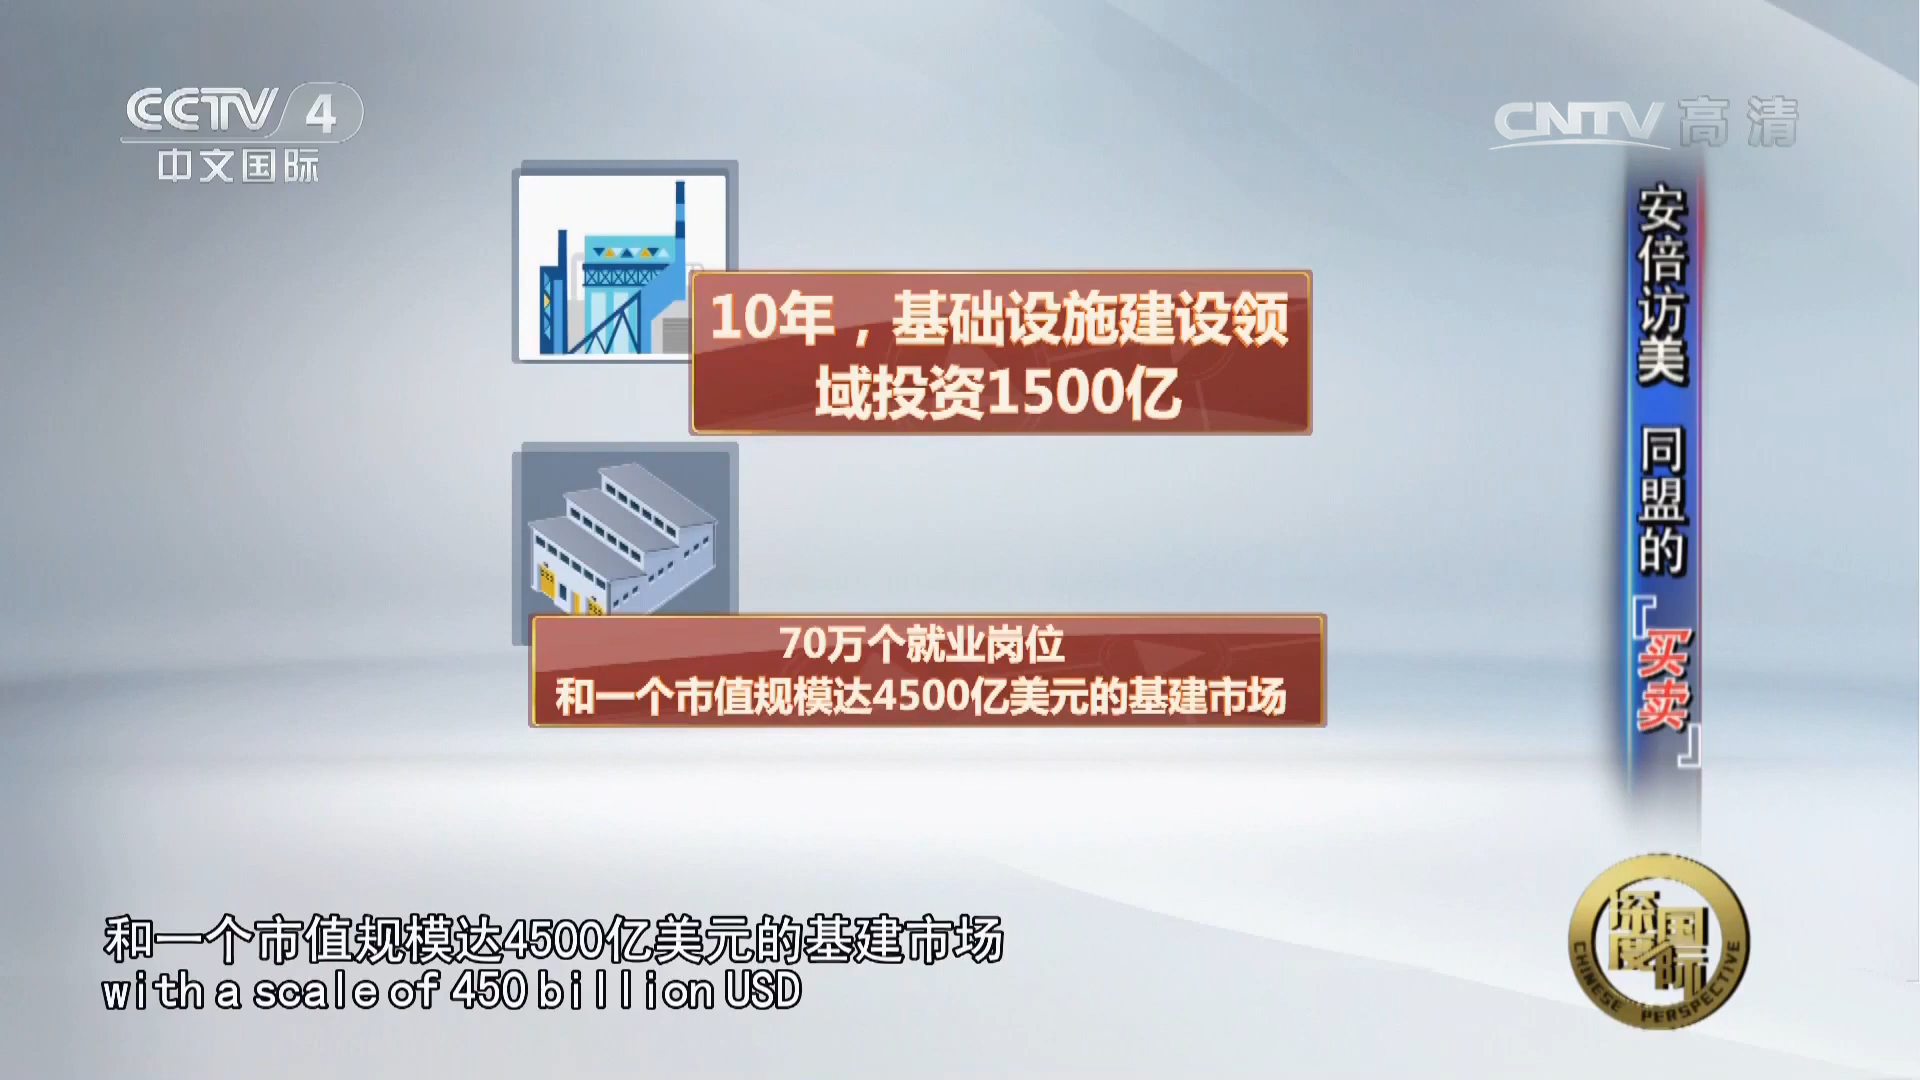 CCTV 4
中文国际
CNTV 高清
10年，基础设施建设领
域投资1500亿
70万个就业岗位
和一个市值规模达4500亿美元的基建市场
安倍访美 同盟的『买卖』
和一个市值规模达4500亿美元的基建市场
with a scale of 450 billion USD
深度国际
CHINESE PERSPECTIVE